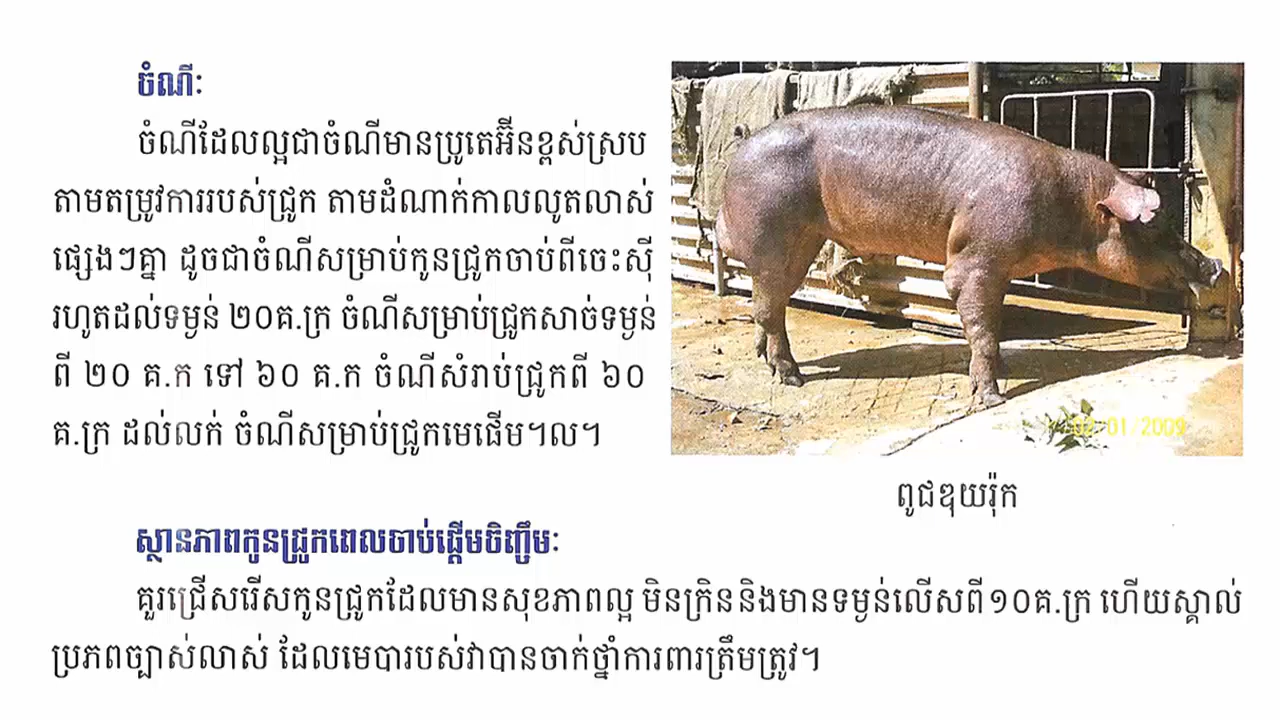 ចំណី:
ចំណីដែលល្អជាចំណីមានប្រូតេអ៊ីនខ្ពស់ស្រប
តាមតម្រូវការរបស់ជ្រូក តាមដំណាក់កាលលូតលាស់
ផ្សេងៗគ្នា ដូចជាចំណីសម្រាប់កូនជ្រូកចាប់ពីចេះស៊ី
រហូតដល់ទម្ងន់ ២០គ.ក្រ ចំណីសម្រាប់ជ្រូកសាច់ទម្ងន់
ពី ២០ គ.ក ទៅ ៦០ គ.ក ចំណីសំរាប់ជ្រូកពី ៦០
គ.ក្រ ដល់លក់ ចំណីសម្រាប់ជ្រូកមេផើម។ល។
02/01/2009
ពូជឌុយរ៉ុក
ស្ថានភាពកូនជ្រូកពេលចាប់ផ្តើមចិញ្ចឹម:
គួរជ្រើសរើសកូនជ្រូកដែលមានសុខភាពល្អ មិនក្រិននិងមានទម្ងន់លើសពី១០គ.ក្រ ហើយស្គាល់
ប្រភពច្បាស់លាស់ ដែលមេបារបស់វាបានចាក់ថ្នាំការពារត្រឹមត្រូវ។